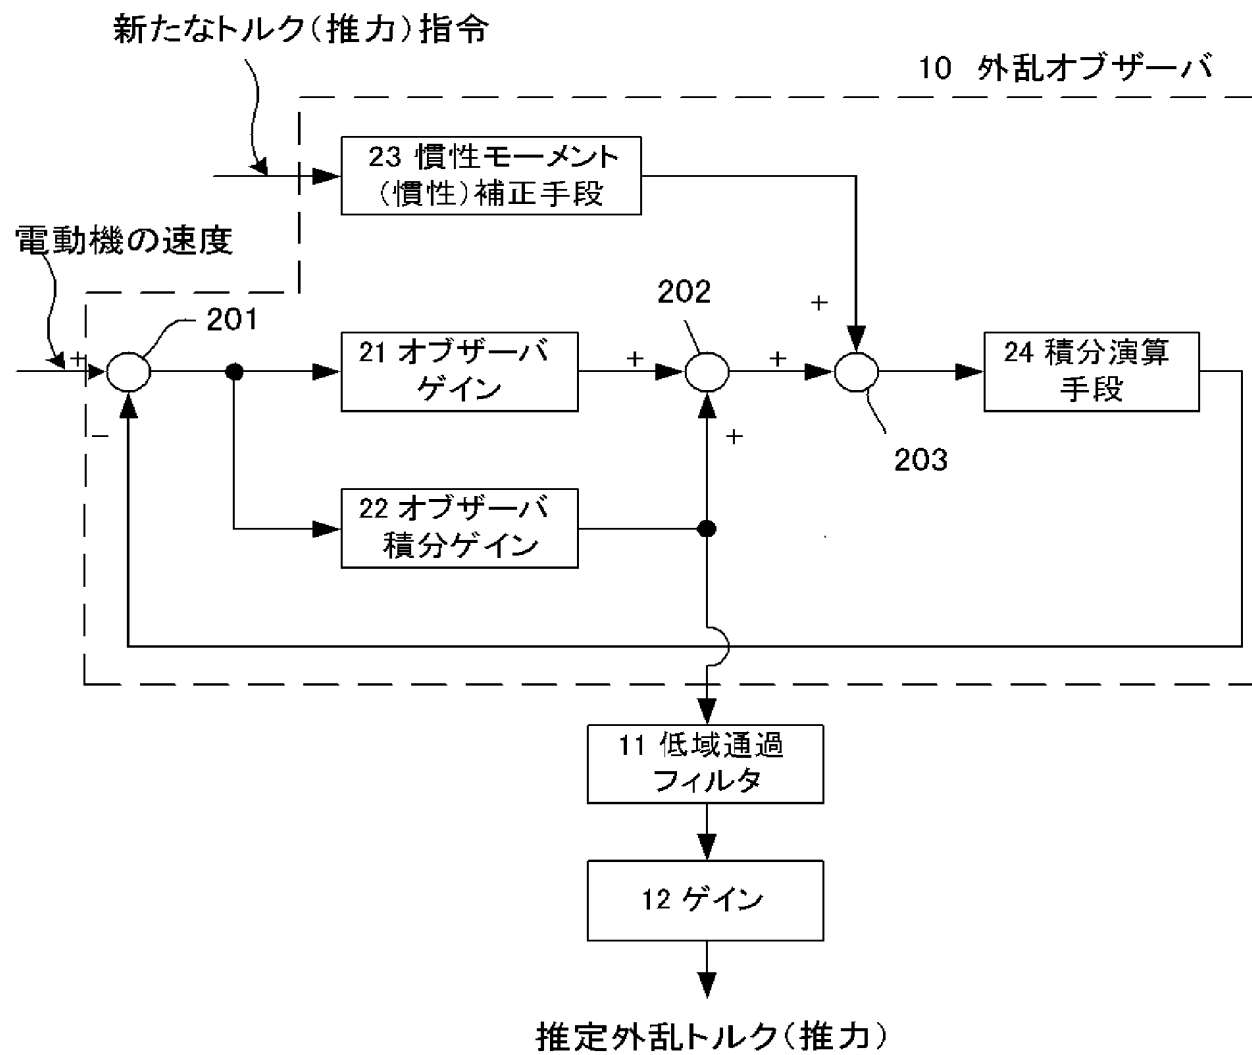 新たなトルク(推力)指令
10 外乱オブザーバ
23 慣性モーメント
(慣性)補正手段
電動機の速度
201
202
+
+
21 オブザーバ
ゲイン
+
+
24 積分演算
手段
−
+
203
22 オブザーバ
積分ゲイン
11 低域通過
フィルタ
12 ゲイン
推定外乱トルク(推力)